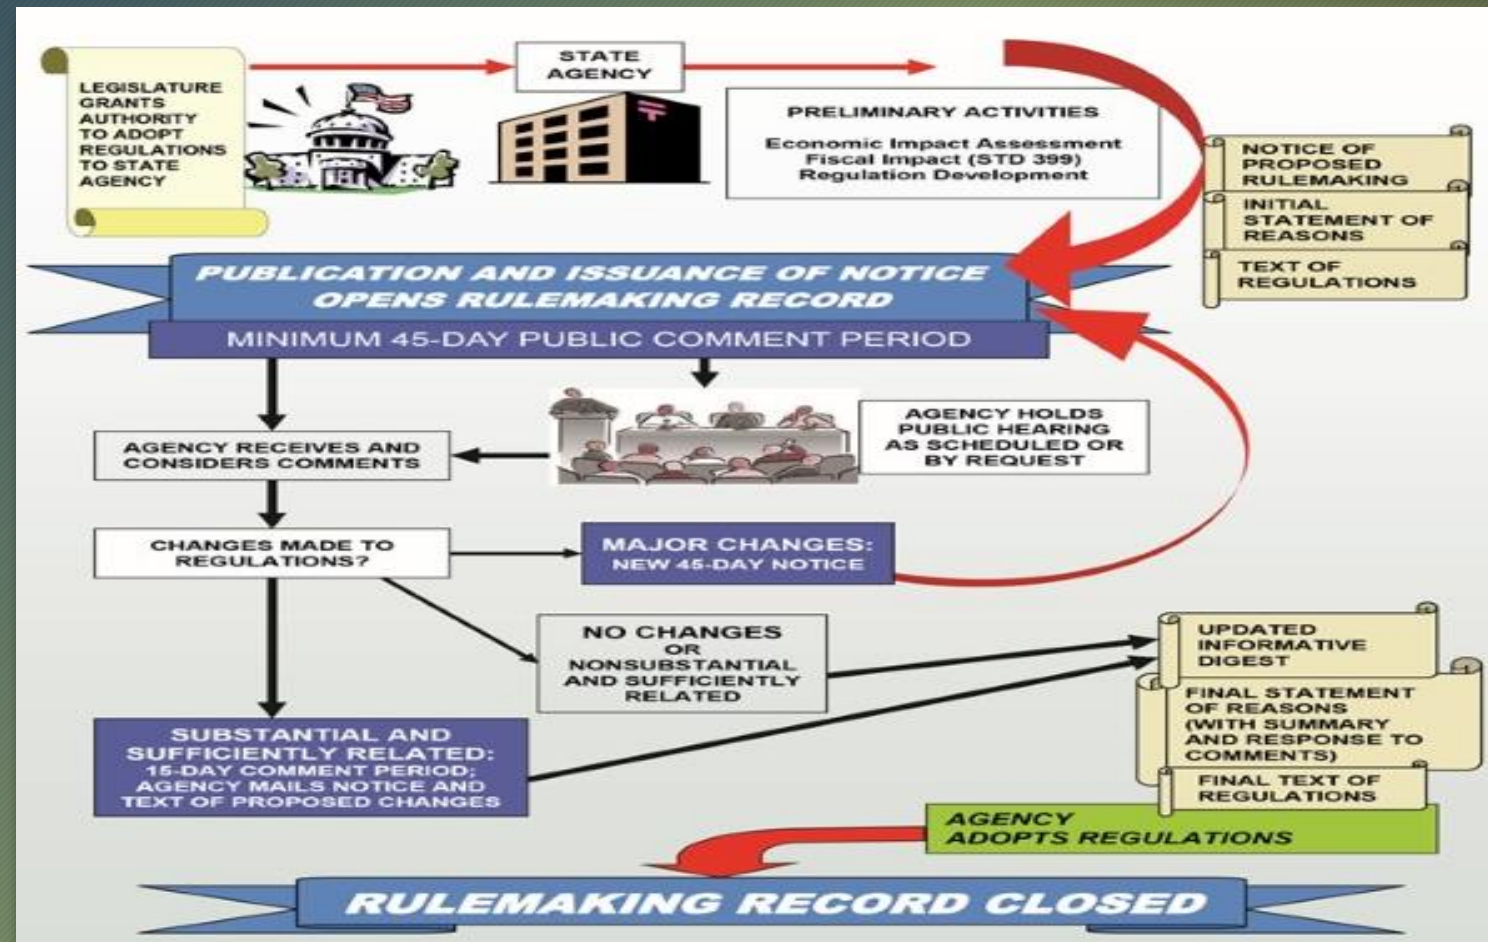 LEGISLATURE
GRANTS
AUTHORITY
TO ADOPT
REGULATIONS
TO STATE
AGENCY
STATE
AGENCY
PRELIMINARY ACTIVITIES
Economic Impact Assessment
Fiscal Impact (STD 399)
Regulation Development
NOTICE OF
PROPOSED
RULEMAKING
INITIAL
STATEMENT OF
REASONS
TEXT OF
REGULATIONS
PUBLICATION AND ISSUANCE OF NOTICE
OPENS RULEMAKING RECORD
MINIMUM 45-DAY PUBLIC COMMENT PERIOD
AGENCY HOLDS
PUBLIC HEARING
AS SCHEDULED OR
BY REQUEST
AGENCY RECEIVES AND
CONSIDERS COMMENTS
CHANGES MADE TO
REGULATIONS?
MAJOR CHANGES:
NEW 45-DAY NOTICE
NO CHANGES
OR
NONSUBSTANTIAL
AND SUFFICIENTLY
RELATED
SUBSTANTIAL AND
SUFFICIENTLY RELATED:
15-DAY COMMENT PERIOD;
AGENCY MAILS NOTICE AND
TEXT OF PROPOSED CHANGES
UPDATED
INFORMATIVE
DIGEST
FINAL STATEMENT
OF REASONS
(WITH SUMMARY
AND RESPONSE TO
COMMENTS)
FINAL TEXT OF
REGULATIONS
AGENCY
ADOPTS REGULATIONS
RULEMAKING RECORD CLOSED